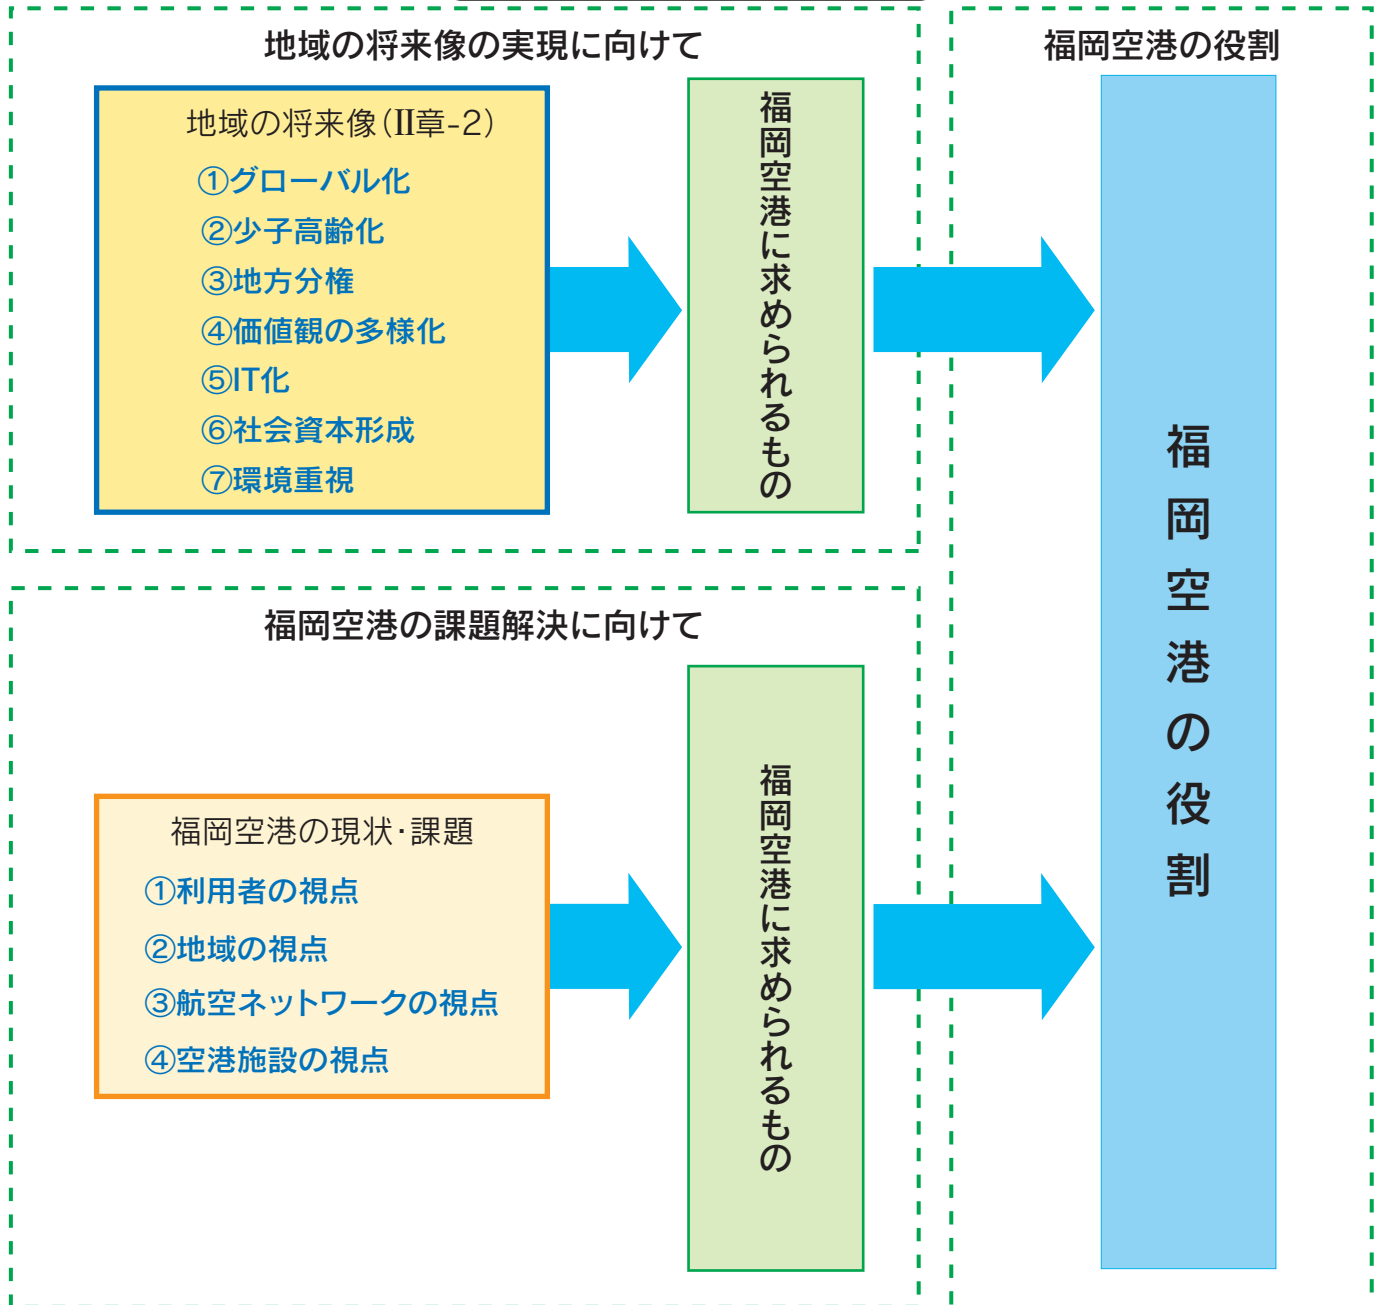 地域の将来像の実現に向けて
地域の将来像(Ⅱ章-2)
①グローバル化
②少子高齢化
③地方分権
④価値観の多様化
⑤IT化
⑥社会資本形成
⑦環境重視
福岡空港に求められるもの
福岡空港の課題解決に向けて
福岡空港の現状・課題
①利用者の視点
②地域の視点
③航空ネットワークの視点
④空港施設の視点
福岡空港に求められるもの
福岡空港の役割
福岡空港の役割